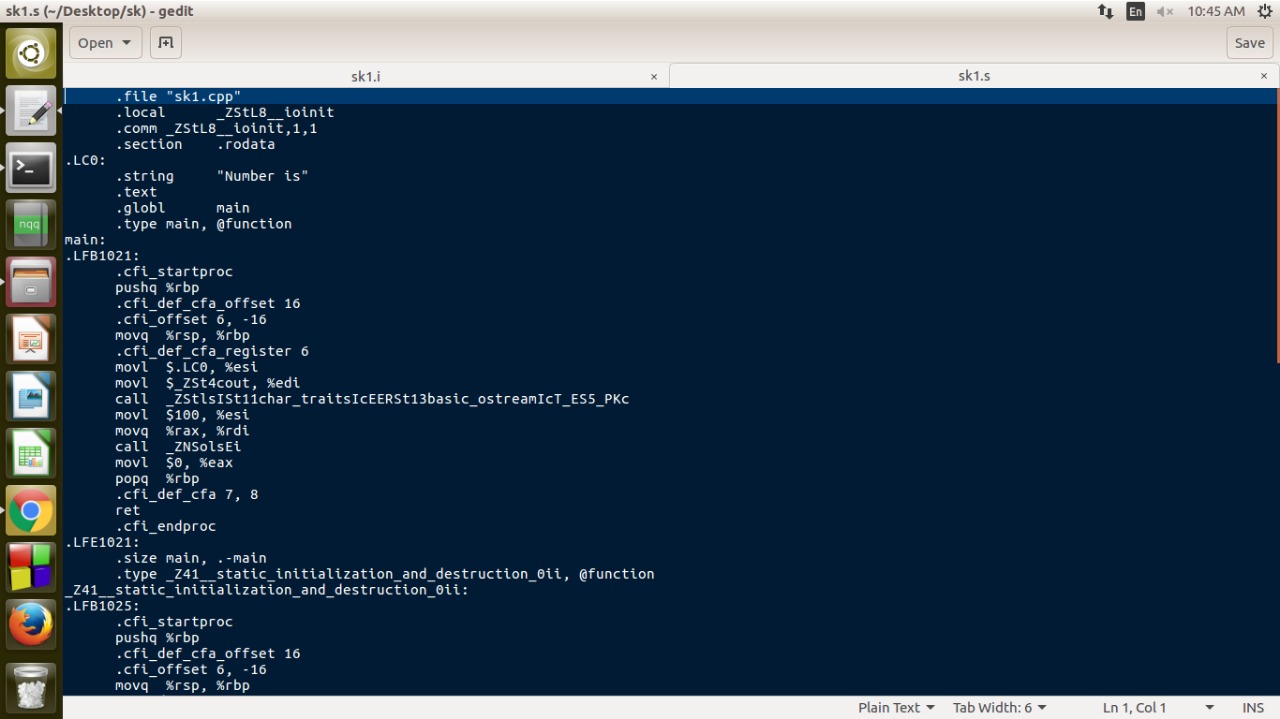 sk1.s (~/Desktop/sk) - gedit
En
10:45 AM
Open
Save
sk1.i ×
sk1.s ×
.file "sk1.cpp"
.local _ZStL8__ioinit
.comm _ZStL8__ioinit,1,1
.section .rodata
.LC0:
.string "Number is"
.text
.globl main
.type main, @function
main:
.LFB1021:
.cfi_startproc
pushq %rbp
.cfi_def_cfa_offset 16
.cfi_offset 6, -16
movq %rsp, %rbp
.cfi_def_cfa_register 6
movl $.LC0, %esi
movl $_ZSt4cout, %edi
call _ZStlsISt11char_traitsIcEERSt13basic_ostreamIcT_ES5_PKc
movl $100, %esi
movq %rax, %rdi
call _ZNSolsEi
movl $0, %eax
popq %rbp
.cfi_def_cfa 7, 8
ret
.cfi_endproc
.LFE1021:
.size main, .-main
.type _Z41__static_initialization_and_destruction_0ii, @function
_Z41__static_initialization_and_destruction_0ii:
.LFB1025:
.cfi_startproc
pushq %rbp
.cfi_def_cfa_offset 16
.cfi_offset 6, -16
movq %rsp, %rbp
nqq
Plain Text Tab Width: 6 Ln 1, Col 1 INS